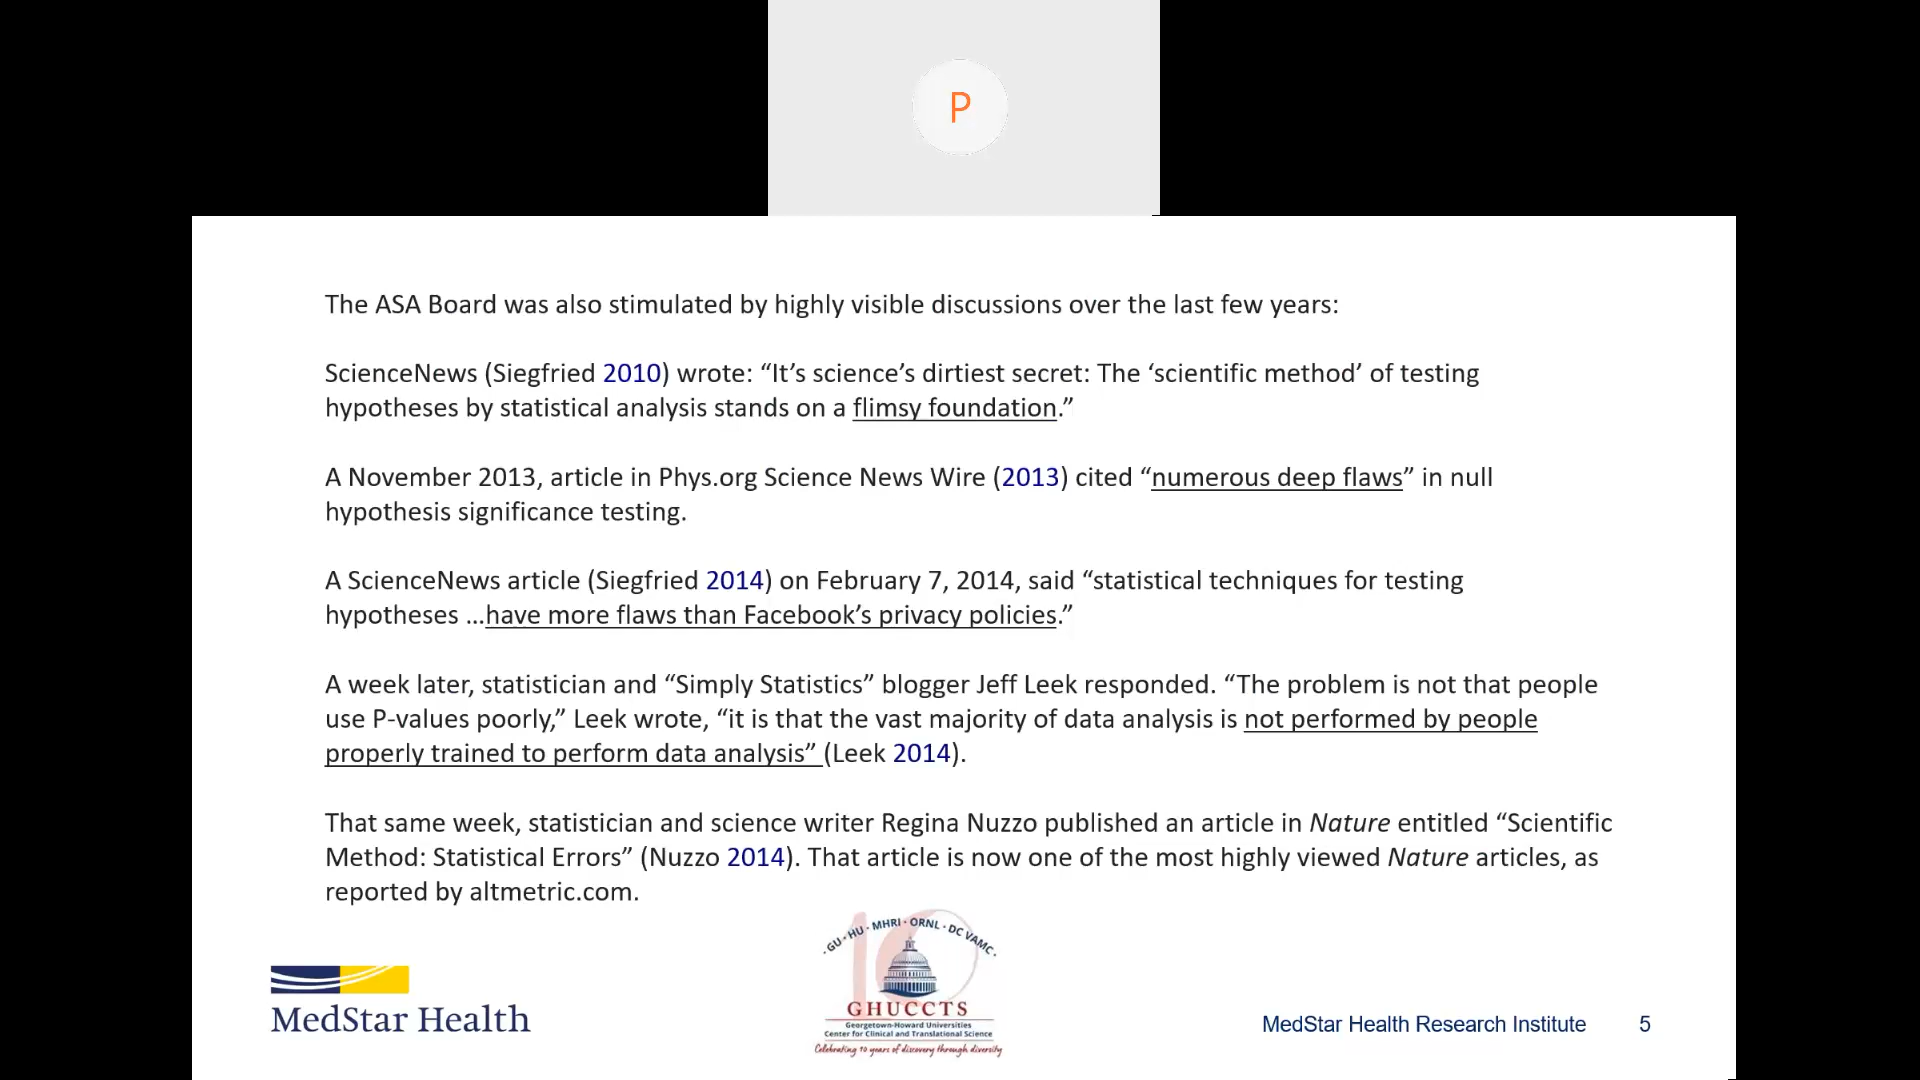 P
The ASA Board was also stimulated by highly visible discussions over the last few years:
ScienceNews (Siegfried 2010) wrote: “It’s science’s dirtiest secret: The ‘scientific method’ of testing
hypotheses by statistical analysis stands on a flimsy foundation.”
A November 2013, article in Phys.org Science News Wire (2013) cited “numerous deep flaws” in null
hypothesis significance testing.
A ScienceNews article (Siegfried 2014) on February 7, 2014, said “statistical techniques for testing
hypotheses …have more flaws than Facebook’s privacy policies.”
A week later, statistician and “Simply Statistics” blogger Jeff Leek responded. “The problem is not that people
use P-values poorly,” Leek wrote, “it is that the vast majority of data analysis is not performed by people
properly trained to perform data analysis” (Leek 2014).
That same week, statistician and science writer Regina Nuzzo published an article in Nature entitled “Scientific
Method: Statistical Errors” (Nuzzo 2014). That article is now one of the most highly viewed Nature articles, as
reported by altmetric.com.
MedStar Health
· GU · HU · MHRI · ORNL · DC VAMC ·
10
GHUCCTS
Georgetown-Howard Universities
Center for Clinical and Translational Science
Celebrating 10 years of discovery through diversity
MedStar Health Research Institute 5